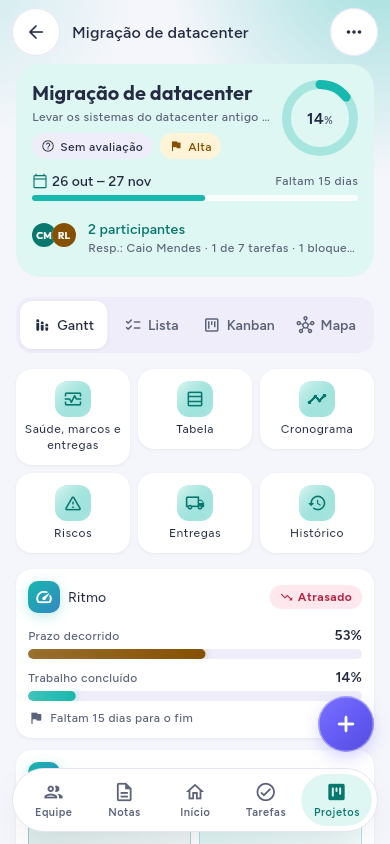 Migração de datacenter
Migração de datacenter
Levar os sistemas do datacenter antigo ...
14%
Sem avaliação
Alta
26 out – 27 nov
Faltam 15 dias
CM
RL
2 participantes
Resp.: Caio Mendes · 1 de 7 tarefas · 1 bloque...
Gantt
Lista
Kanban
Mapa
Saúde, marcos e
entregas
Tabela
Cronograma
Riscos
Entregas
Histórico
Ritmo
Atrasado
Prazo decorrido
53%
Trabalho concluído
14%
Faltam 15 dias para o fim
Equipe
Notas
Início
Tarefas
Projetos